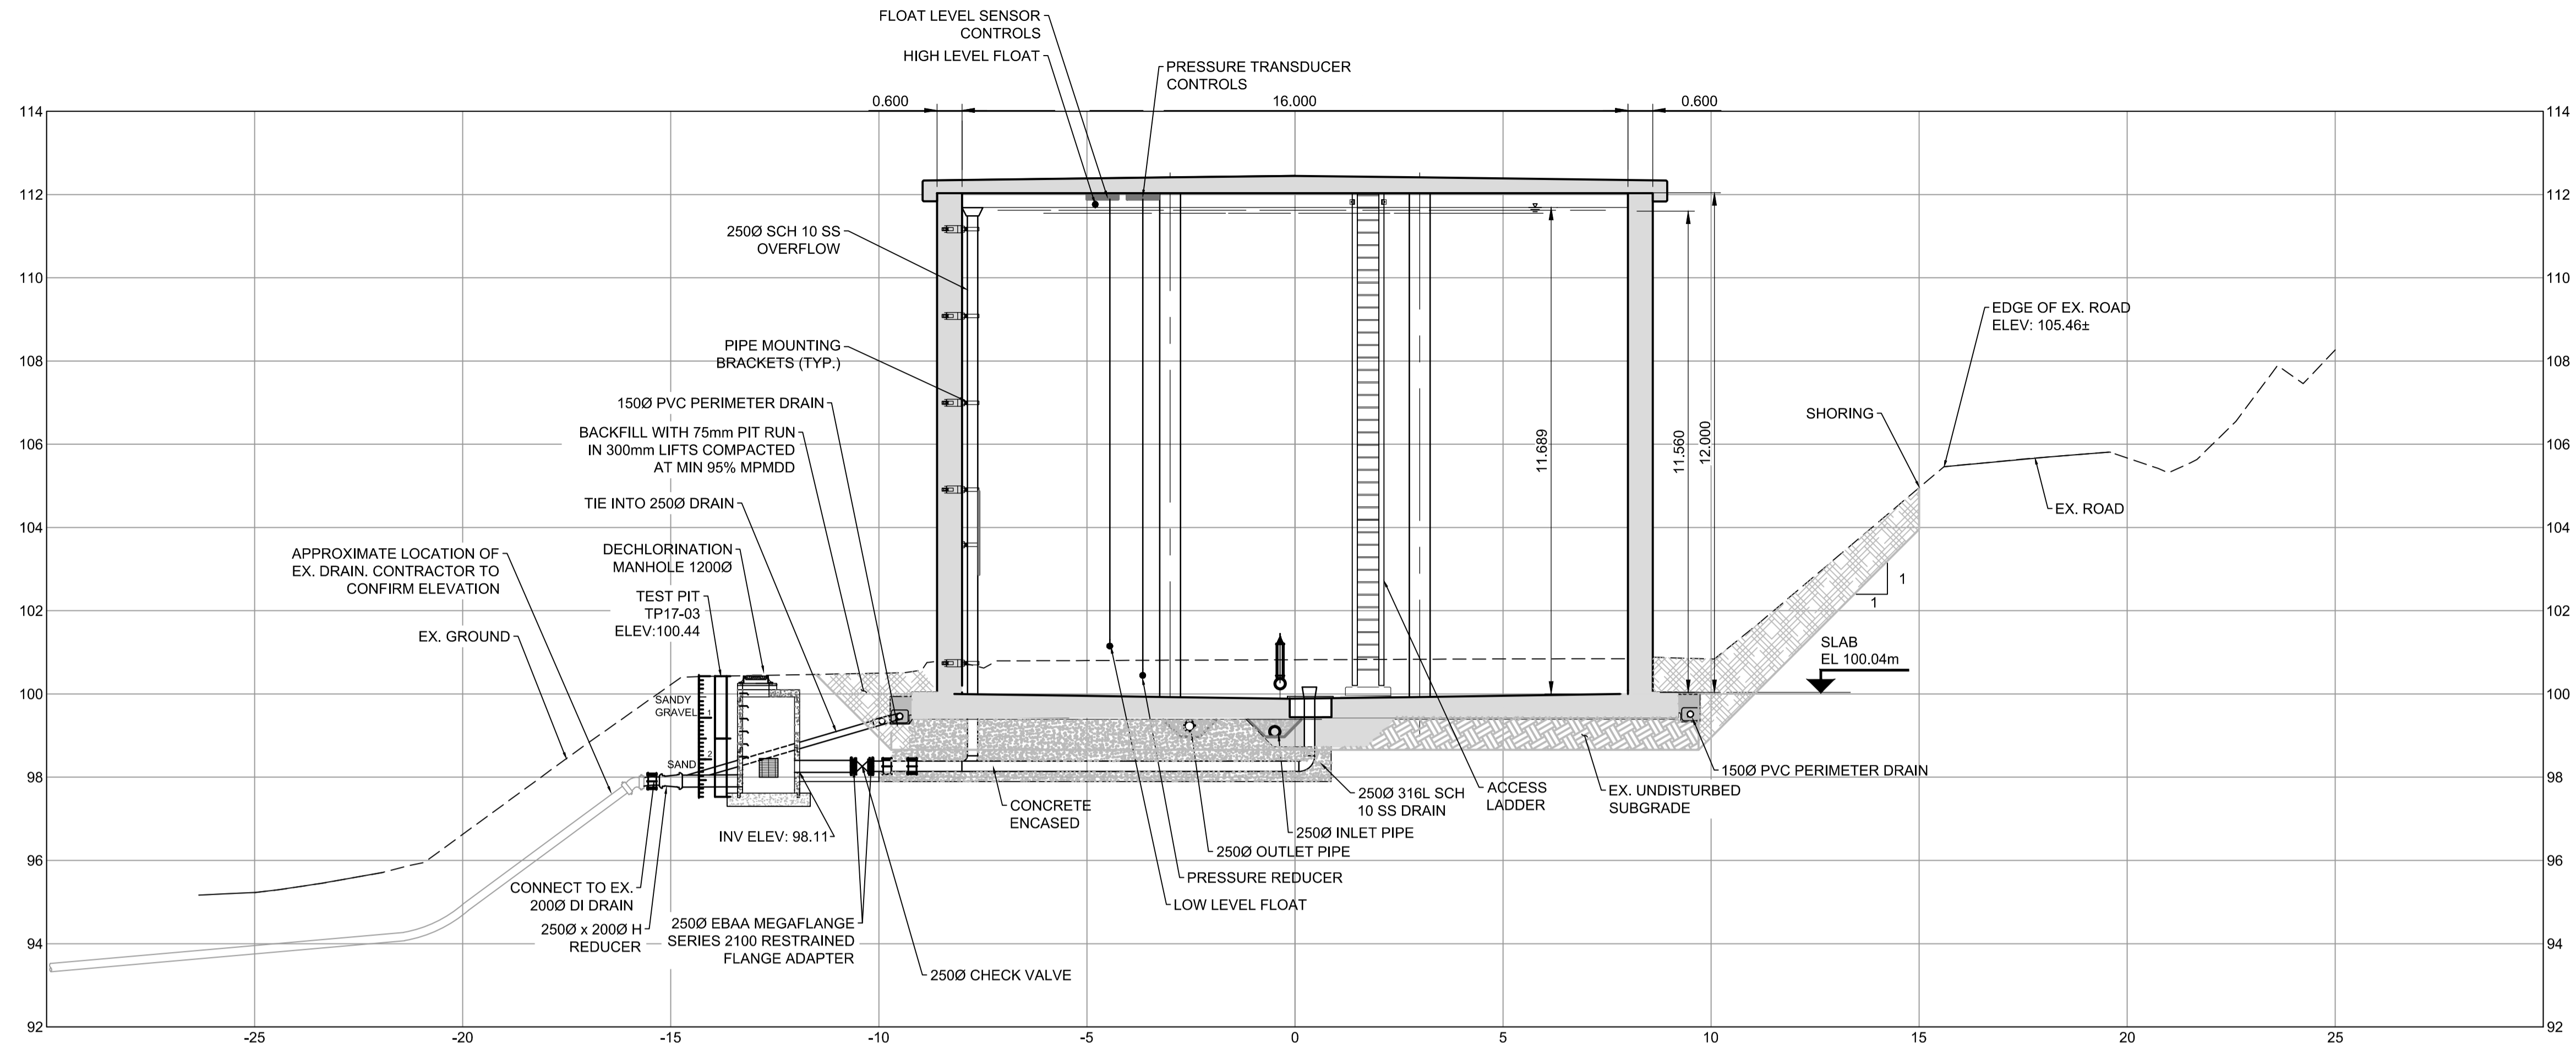 FLOAT LEVEL SENSOR
CONTROLS
HIGH LEVEL FLOAT
PRESSURE TRANSDUCER
CONTROLS
0.600
16.000
0.600
114
114
112
112
250Ø SCH 10 SS
OVERFLOW
110
110
EDGE OF EX. ROAD
ELEV: 105.46±
PIPE MOUNTING
BRACKETS (TYP.)
108
108
150Ø PVC PERIMETER DRAIN
SHORING
BACKFILL WITH 75mm PIT RUN
IN 300mm LIFTS COMPACTED
AT MIN 95% MPMDD
106
106
11.689
11.560
12.000
TIE INTO 250Ø DRAIN
EX. ROAD
104
104
APPROXIMATE LOCATION OF
EX. DRAIN. CONTRACTOR TO
CONFIRM ELEVATION
DECHLORINATION
MANHOLE 1200Ø
1
1
TEST PIT
TP17-03
ELEV:100.44
102
102
EX. GROUND
SLAB
EL 100.04m
100
100
SANDY
GRAVEL
1
2
SAND
98
98
150Ø PVC PERIMETER DRAIN
INV ELEV: 98.11
CONCRETE
ENCASED
250Ø 316L SCH
10 SS DRAIN
ACCESS
LADDER
EX. UNDISTURBED
SUBGRADE
250Ø INLET PIPE
250Ø OUTLET PIPE
96
96
PRESSURE REDUCER
LOW LEVEL FLOAT
CONNECT TO EX.
200Ø DI DRAIN
250Ø x 200Ø H
REDUCER
250Ø EBAA MEGAFLANGE
SERIES 2100 RESTRAINED
FLANGE ADAPTER
250Ø CHECK VALVE
94
94
92
92
-25
-20
-15
-10
-5
0
5
10
15
20
25